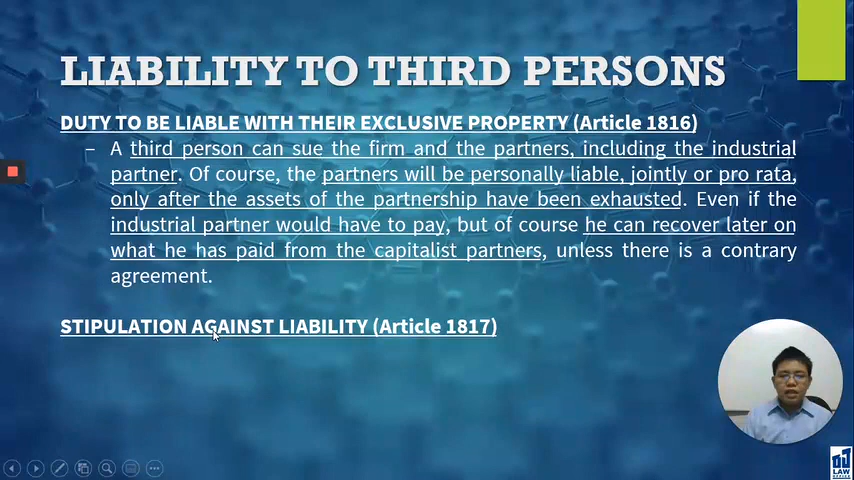 LIABILITY TO THIRD PERSONS
DUTY TO BE LIABLE WITH THEIR EXCLUSIVE PROPERTY (Article 1816)
– A third person can sue the firm and the partners, including the industrial
partner. Of course, the partners will be personally liable, jointly or pro rata,
only after the assets of the partnership have been exhausted. Even if the
industrial partner would have to pay, but of course he can recover later on
what he has paid from the capitalist partners, unless there is a contrary
agreement.
STIPULATION AGAINST LIABILITY (Article 1817)
LAW